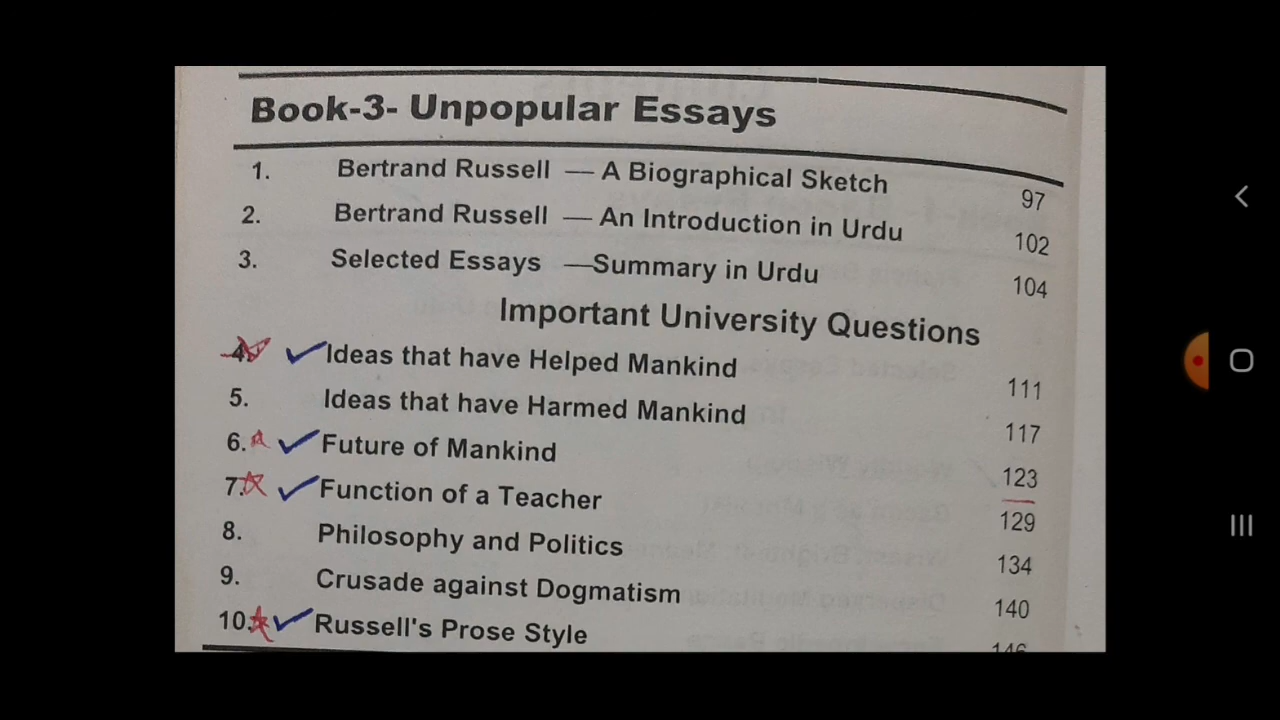 Book-3- Unpopular Essays
1. Bertrand Russell — A Biographical Sketch 97
2. Bertrand Russell — An Introduction in Urdu 102
3. Selected Essays —Summary in Urdu 104
Important University Questions
4. Ideas that have Helped Mankind 111
5. Ideas that have Harmed Mankind 117
6. Future of Mankind 123
7. Function of a Teacher 129
8. Philosophy and Politics 134
9. Crusade against Dogmatism 140
10. Russell's Prose Style 146